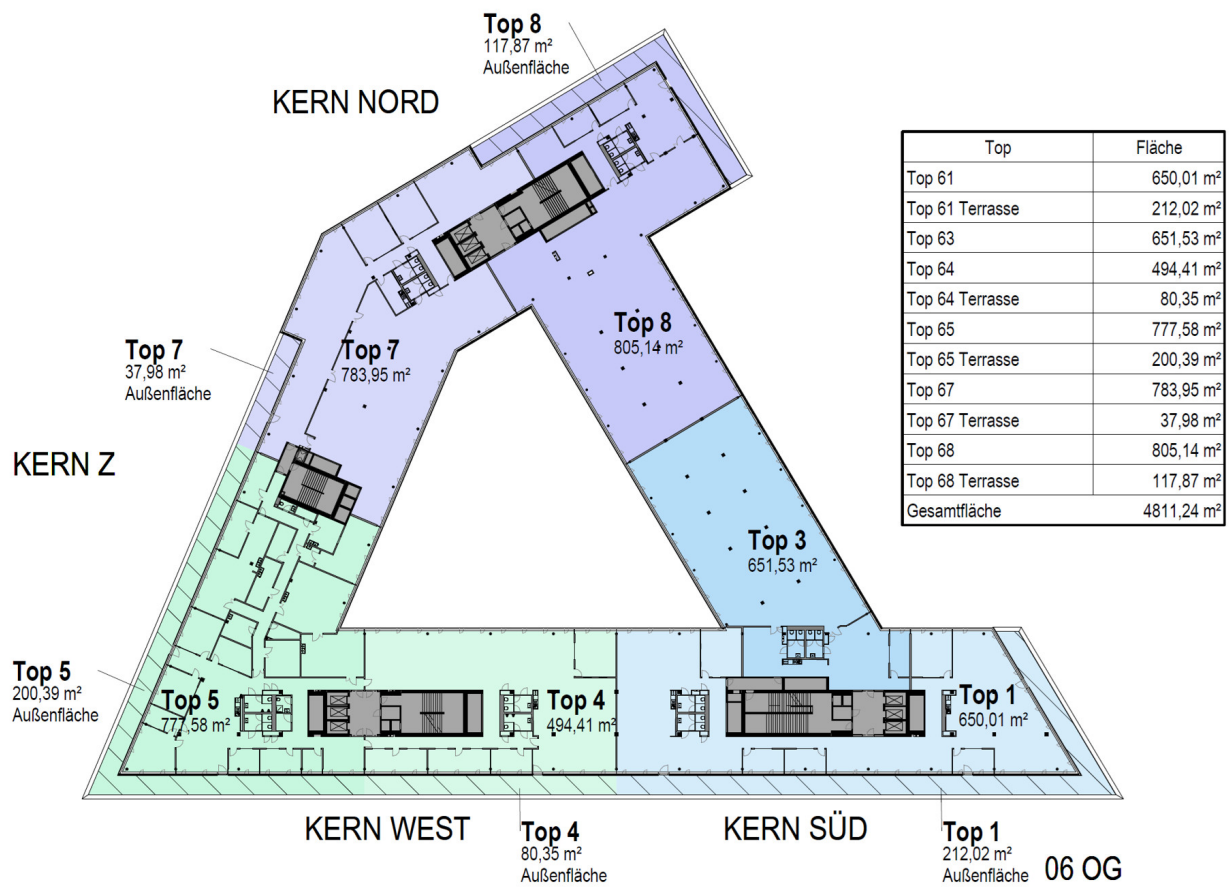 Top 8
117,87 m²
Außenfläche
KERN NORD
Top Fläche
Top 61 650,01 m²
Top 61 Terrasse 212,02 m²
Top 63 651,53 m²
Top 64 494,41 m²
Top 64 Terrasse 80,35 m²
Top 65 777,58 m²
Top 65 Terrasse 200,39 m²
Top 67 783,95 m²
Top 67 Terrasse 37,98 m²
Top 68 805,14 m²
Top 68 Terrasse 117,87 m²
Gesamtfläche 4811,24 m²
Top 8
805,14 m²
Top 7
37,98 m²
Außenfläche
Top 7
783,95 m²
KERN Z
Top 3
651,53 m²
Top 5
200,39 m²
Außenfläche
Top 5
777,58 m²
Top 4
494,41 m²
Top 1
650,01 m²
KERN WEST
Top 4
80,35 m²
Außenfläche
KERN SÜD
Top 1
212,02 m²
Außenfläche
06 OG